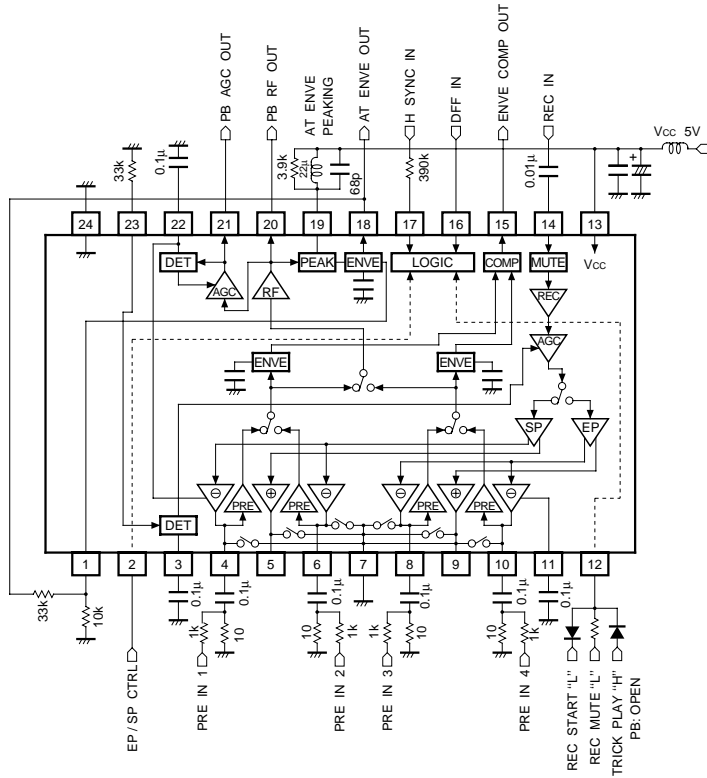 PB AGC OUT
PB RF OUT
AT ENVE
PEAKING
AT ENVE OUT
H SYNC IN
DFF IN
ENVE COMP OUT
REC IN
33k
0.1μ
3.9k
22μ
68p
390k
0.01μ
Vcc 5V
+
24
23
22
21
20
19
18
17
16
15
14
13
DET
AGC
RF
PEAK
ENVE
LOGIC
COMP
MUTE
Vcc
REC
AGC
ENVE
ENVE
SP
EP
PRE
PRE
PRE
PRE
DET
1
2
3
4
5
6
7
8
9
10
11
12
33k
10k
0.1μ
0.1μ
0.1μ
0.1μ
0.1μ
0.1μ
1k
10
10
1k
1k
10
10
1k
EP / SP CTRL
PRE IN 1
PRE IN 2
PRE IN 3
PRE IN 4
REC START "L"
REC MUTE "L"
TRICK PLAY "H"
PB: OPEN